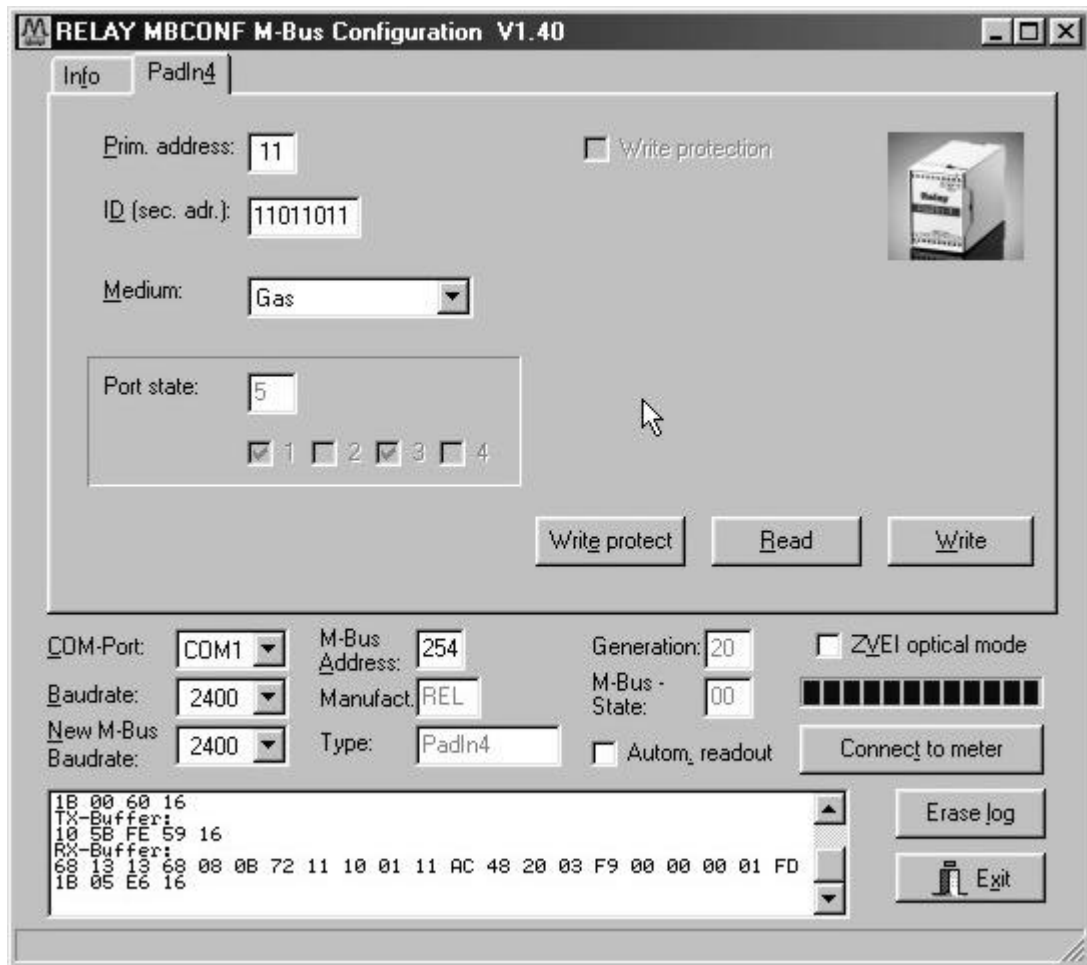 RELAY MBCONF M-Bus Configuration V1.40
Info PadIn4
Prim. address: 11 Write protection
Relay
ID (sec. adr.): 11011011
Medium: Gas
Port state: 5
1 2 3 4
Write protect Read Write
COM-Port: COM1 M-Bus Address: 254 Generation: 20 ZVEI optical mode
Baudrate: 2400 Manufact. REL M-Bus - State: 00
New M-Bus Baudrate: 2400 Type: PadIn4 Autom. readout Connect to meter
1B 00 60 16
TX-Buffer:
10 5B FE 59 16
RX-Buffer:
68 13 13 68 08 0B 72 11 10 01 11 AC 48 20 03 F9 00 00 00 01 FD
1B 05 E6 16
Erase log
Exit